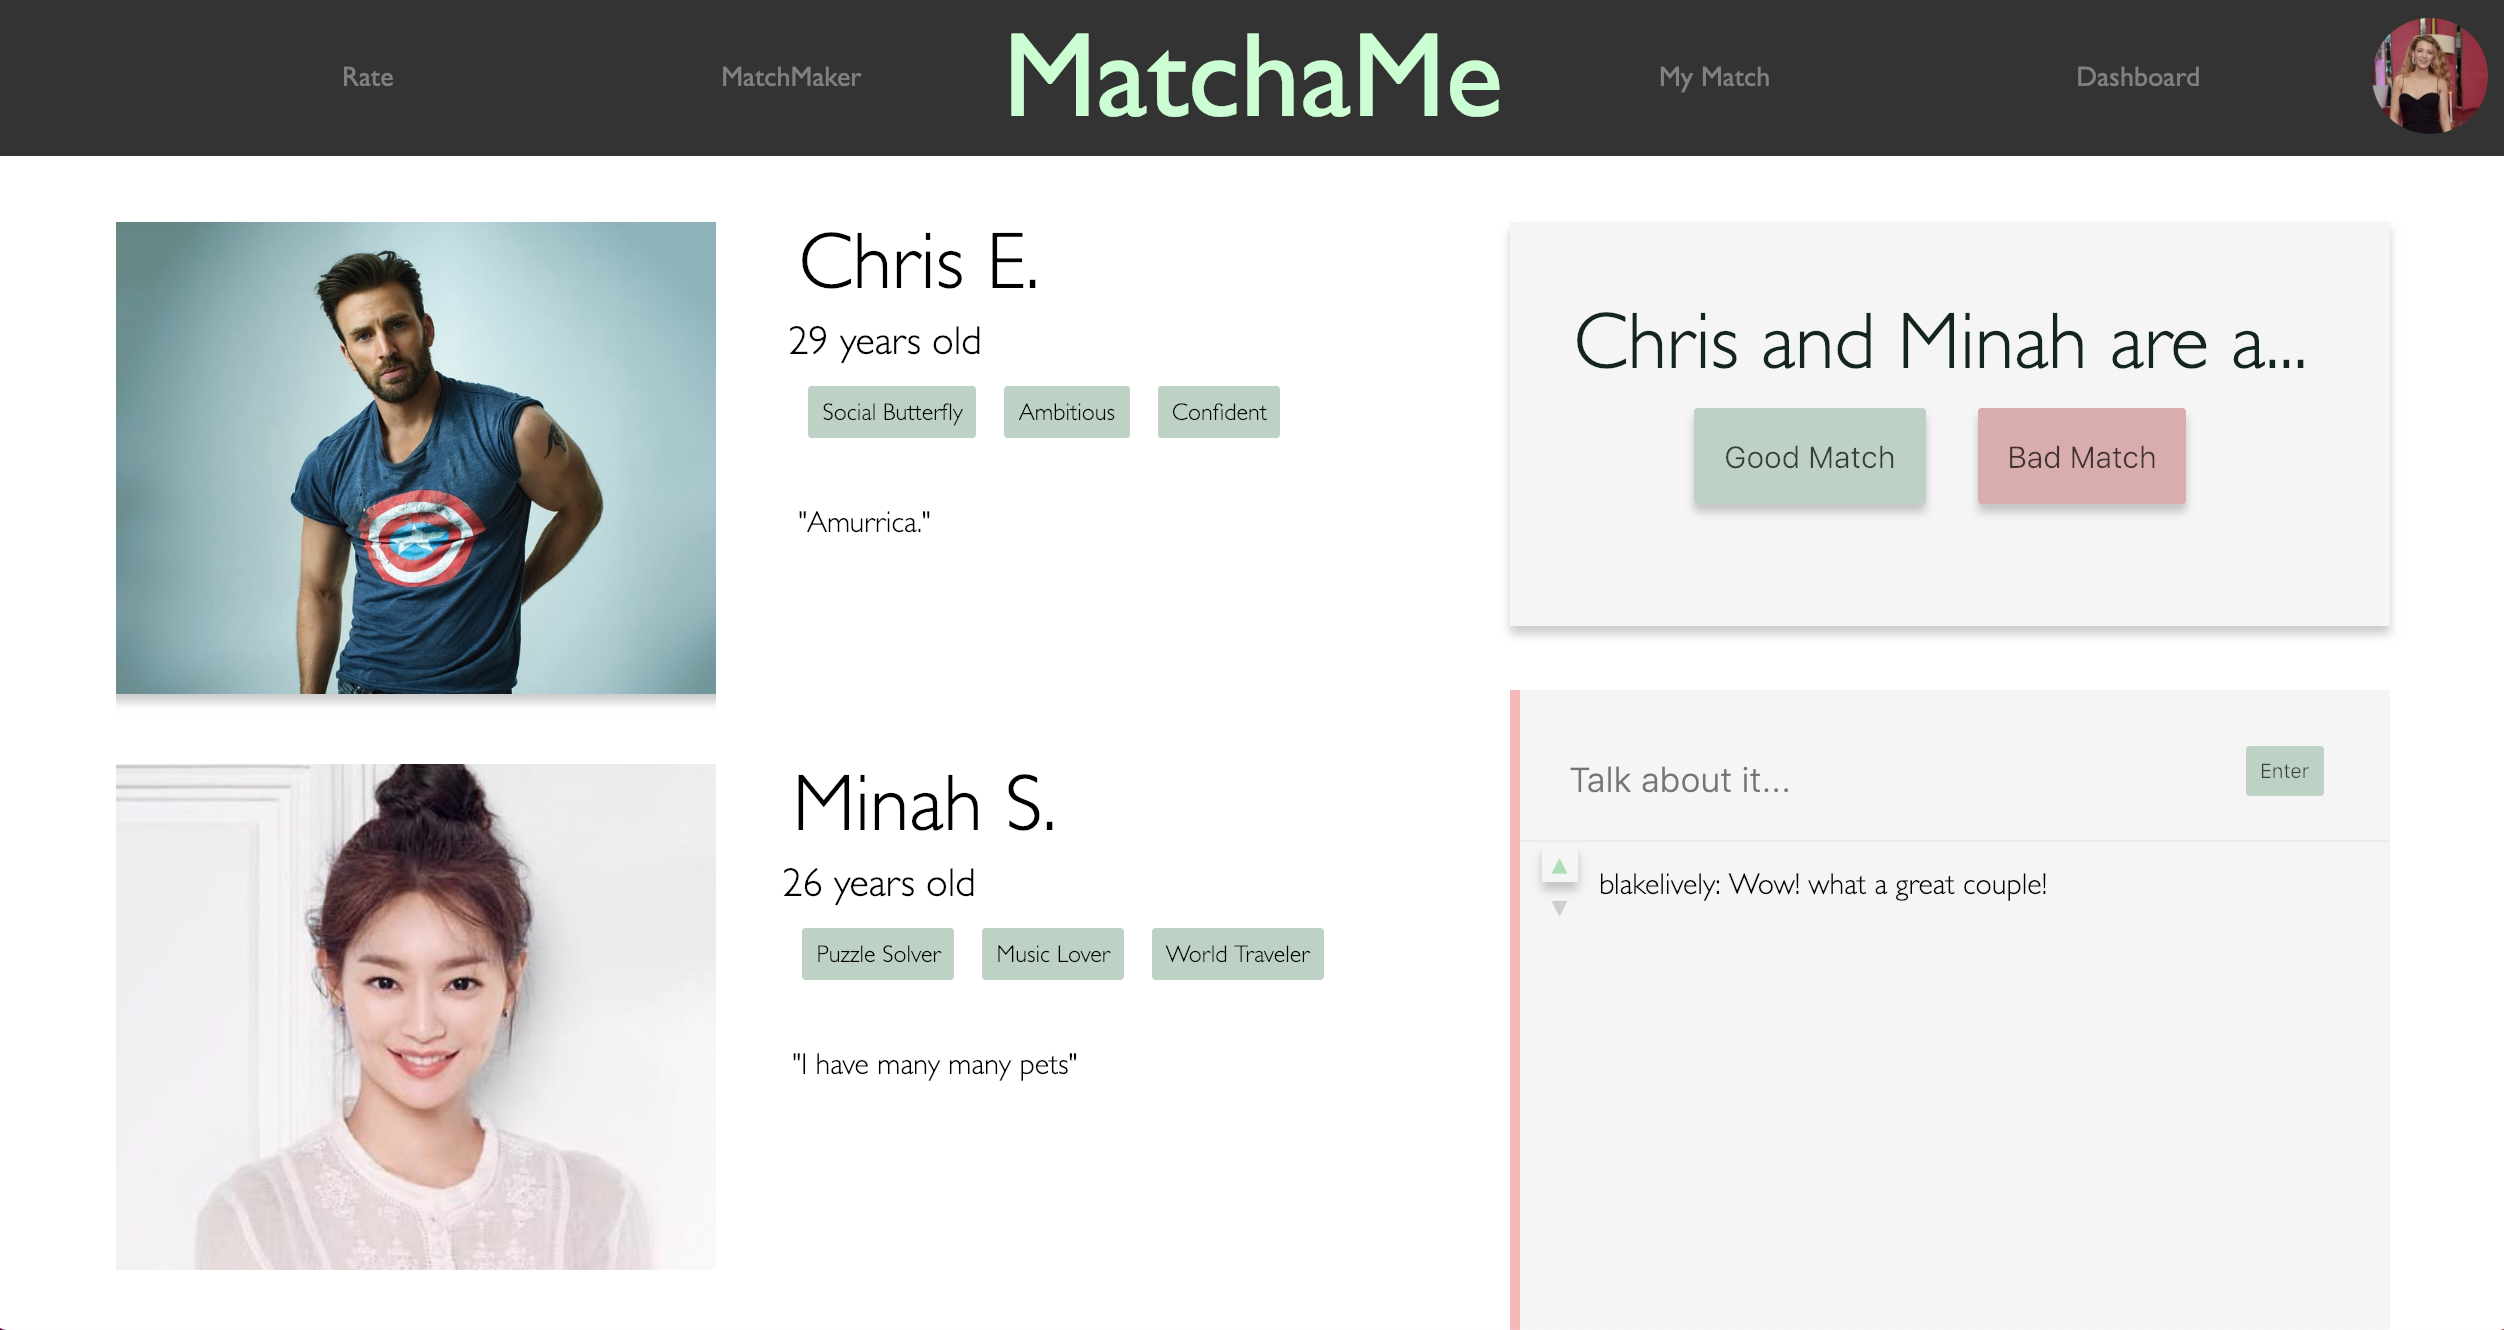 Rate
MatchMaker
MatchaMe
My Match
Dashboard
Chris E.
29 years old
Social Butterfly
Ambitious
Confident
"Amurrica."
Minah S.
26 years old
Puzzle Solver
Music Lover
World Traveler
"I have many many pets"
Chris and Minah are a...
Good Match
Bad Match
Talk about it...
Enter
▲
▼
blakelively: Wow! what a great couple!